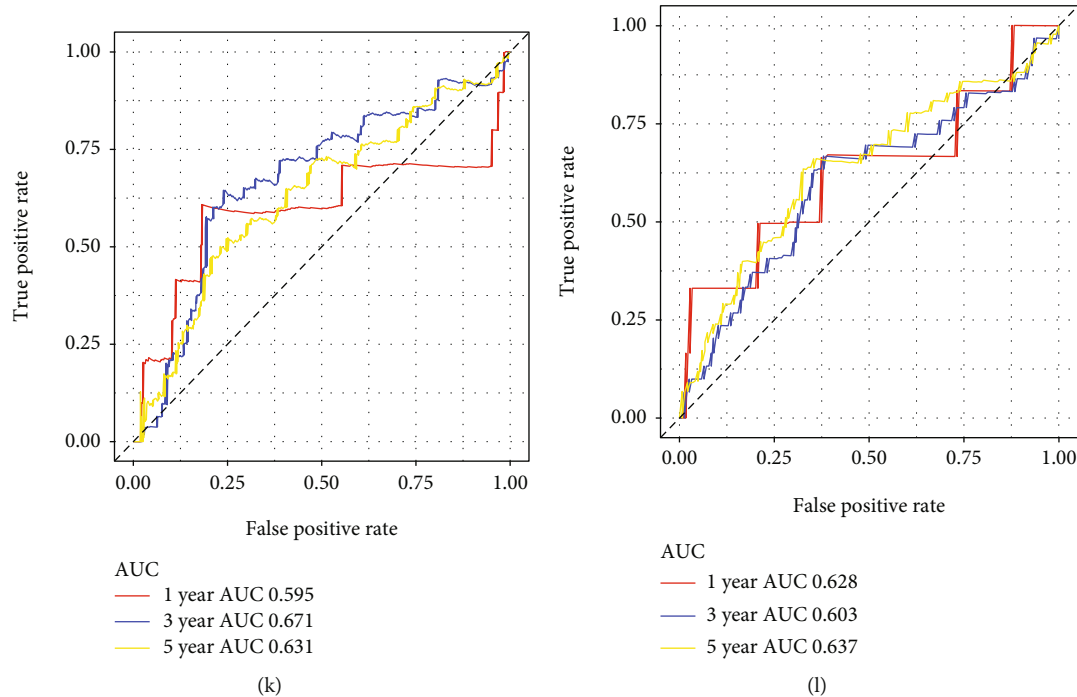 1.00
0.75
0.50
0.25
0.00
True positive rate
0.00 0.25 0.50 0.75 1.00
False positive rate
AUC
1 year AUC 0.595
3 year AUC 0.671
5 year AUC 0.631
(k)
1.00
0.75
0.50
0.25
0.00
True positive rate
0.00 0.25 0.50 0.75 1.00
False positive rate
AUC
1 year AUC 0.628
3 year AUC 0.603
5 year AUC 0.637
(l)